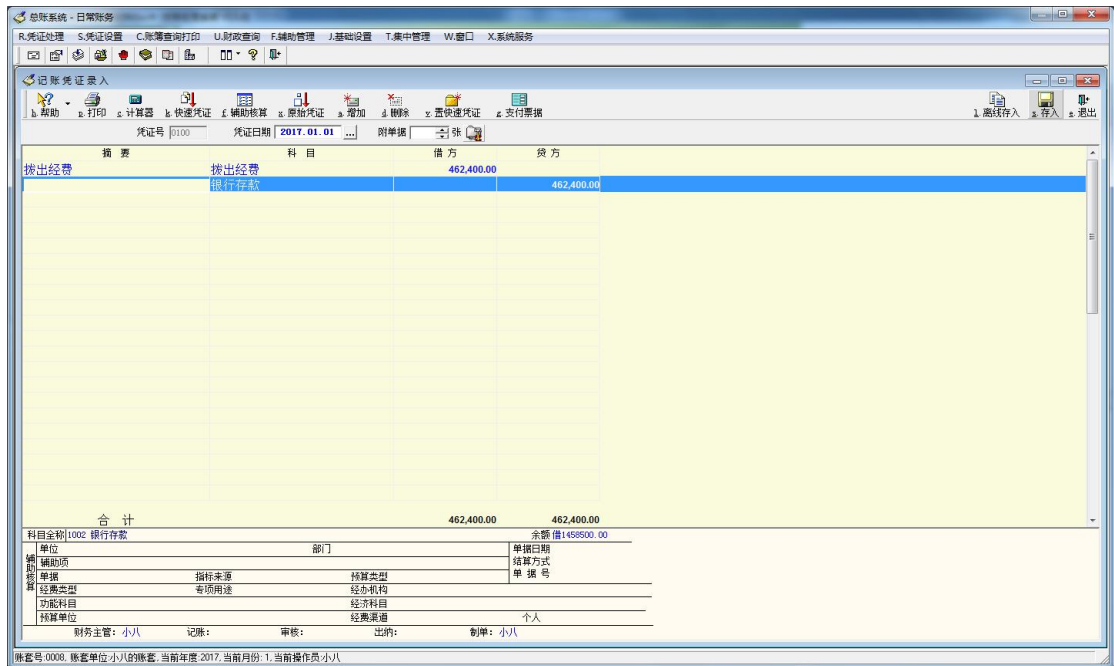 总账系统 - 日常账务
R.凭证处理 S.凭证设置 C.账簿查询打印 U.财政查询 F.辅助管理 J.基础设置 T.集中管理 W.窗口 X.系统服务
记账凭证录入
h.帮助 p.打印 c.计算器 k.快速凭证 f.辅助核算 x.原始凭证 a.增加 d.删除 y.置快速凭证 g.支付票据 l.离线存入 s.存入 z.退出
凭证号 0100 凭证日期 2017.01.01 ... 附单据 张
摘 要 科 目 借 方 贷 方
拨出经费 拨出经费 462,400.00
银行存款 462,400.00
合 计 462,400.00 462,400.00
科目全称 1002 银行存款 余额 借1458500.00
辅助核算
单位 部门 单据日期
辅助项 结算方式
单据 指标来源 预算类型 单 据 号
经费类型 专项用途 经办机构
功能科目 经济科目
预算单位 经费渠道 个人
财务主管: 小八 记账: 审核: 出纳: 制单: 小八
账套号:0008, 账套单位:小八的账套, 当前年度:2017, 当前月份: 1, 当前操作员:小八